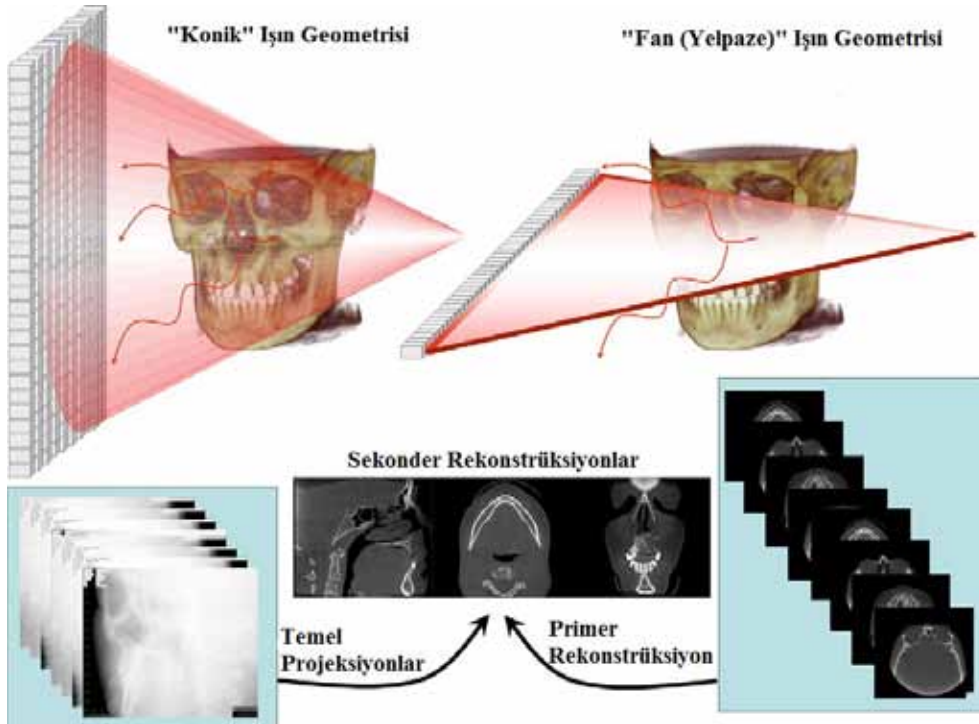 "Konik" Işın Geometrisi
"Fan (Yelpaze)" Işın Geometrisi
Sekonder Rekonstrüksiyonlar
Temel
Projeksiyonlar
Primer
Rekonstrüksiyon